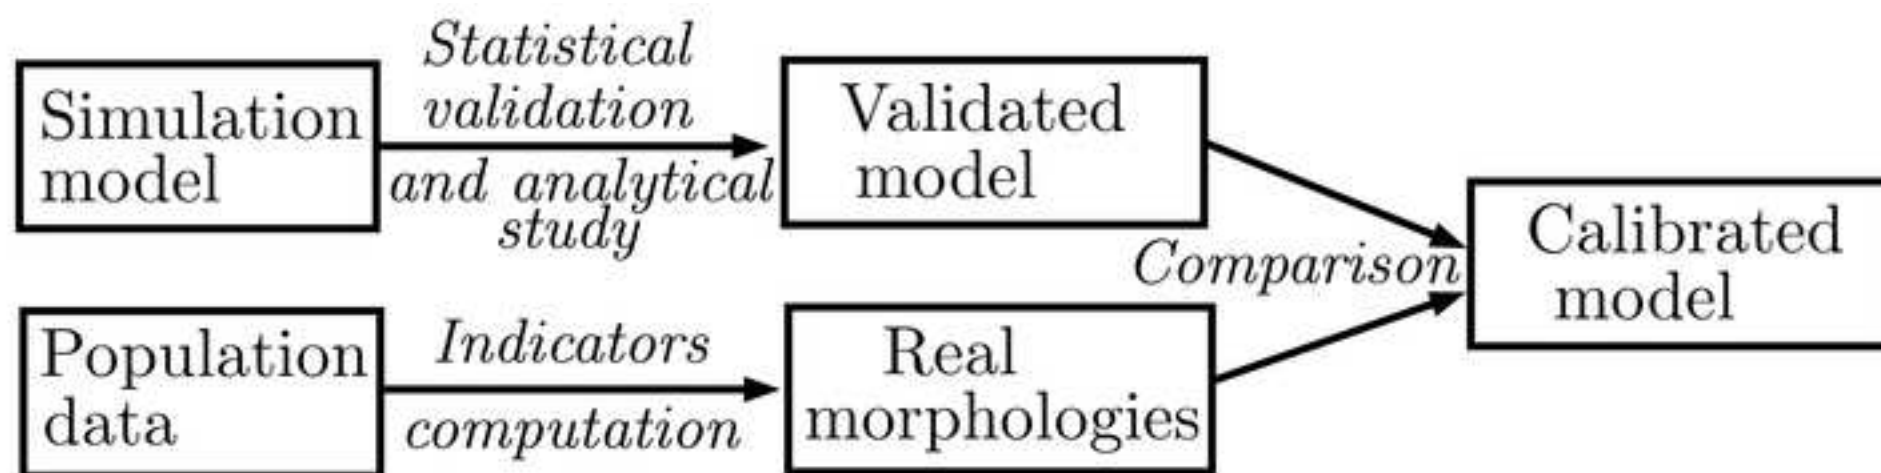 Simulation
model
Statistical
validation
and analytical
study
Validated
model
Population
data
Indicators
computation
Real
morphologies
Comparison
Calibrated
model